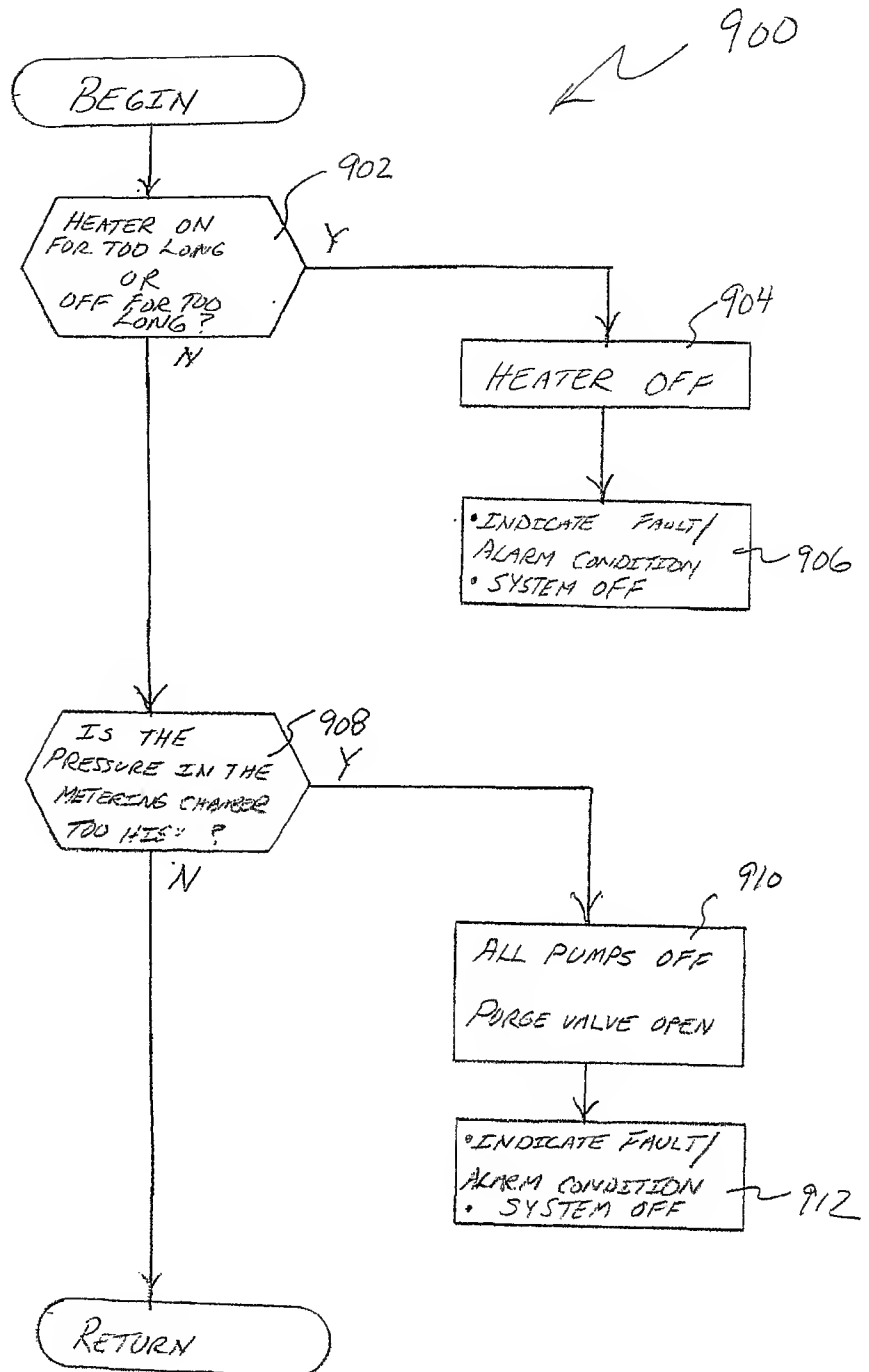 900
BEGIN
902
HEATER ON
FOR TOO LONG
OR
OFF FOR TOO
LONG?
Y
N
904
HEATER OFF
• INDICATE FAULT/
ALARM CONDITION
• SYSTEM OFF
906
IS THE
PRESSURE IN THE
METERING CHAMBER
TOO ?
908
Y
N
910
ALL PUMPS OFF
PURGE VALVE OPEN
• INDICATE FAULT/
ALARM CONDITION
• SYSTEM OFF
912
RETURN